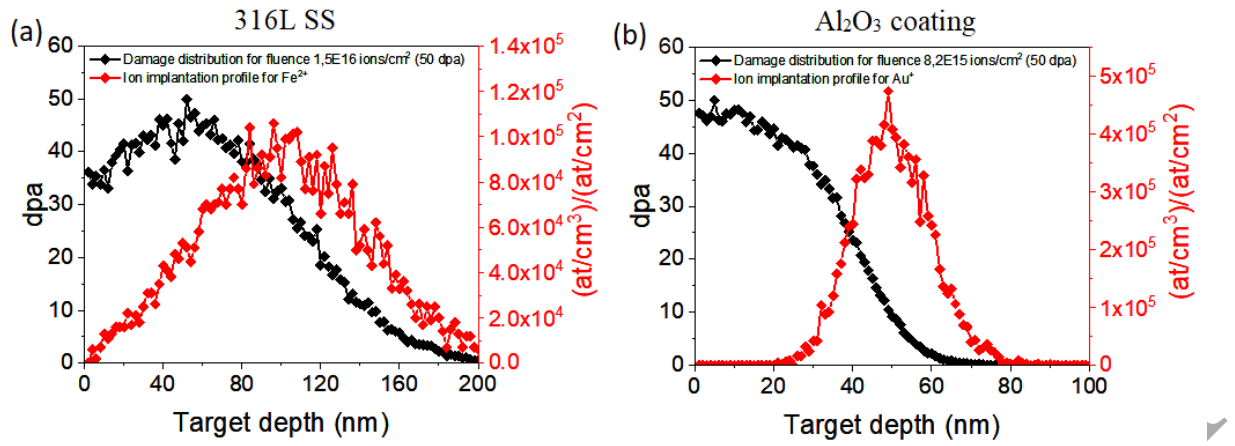 316L SS
(a)
Damage distribution for fluence 1,5E16 ions/cm² (50 dpa)
Ion implantation profile for Fe²⁺
60
50
40
30
20
10
0
dpa
1.4x10⁵
1.2x10⁵
1.0x10⁵
8.0x10⁴
6.0x10⁴
4.0x10⁴
2.0x10⁴
0.0
(at/cm³)/(at/cm²)
0 40 80 120 160 200
Target depth (nm)
Al₂O₃ coating
(b)
Damage distribution for fluence 8,2E15 ions/cm² (50 dpa)
Ion implantation profile for Au⁺
60
50
40
30
20
10
0
dpa
5x10⁵
4x10⁵
3x10⁵
2x10⁵
1x10⁵
0
(at/cm³)/(at/cm²)
0 20 40 60 80 100
Target depth (nm)